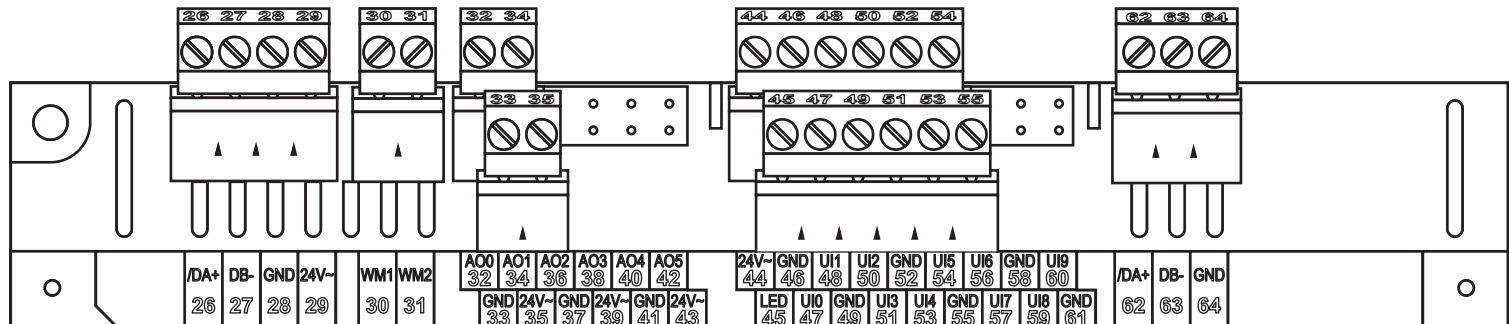 26 27 28 29 30 31 32 34 44 46 48 50 52 54 62 63 64
33 35 45 47 49 51 53 55
/DA+ DB- GND 24V~ WM1 WM2 AO0 AO1 AO2 AO3 AO4 AO5 24V~ GND UI1 UI2 GND UI5 UI6 GND UI9 /DA+ DB- GND
26 27 28 29 30 31 32 34 36 38 40 42 44 46 48 50 52 54 56 58 60 62 63 64
GND 24V~ GND 24V~ GND 24V~ LED UI0 GND UI3 UI4 GND UI7 UI8 GND
33 35 37 39 41 43 45 47 49 51 53 55 57 59 61